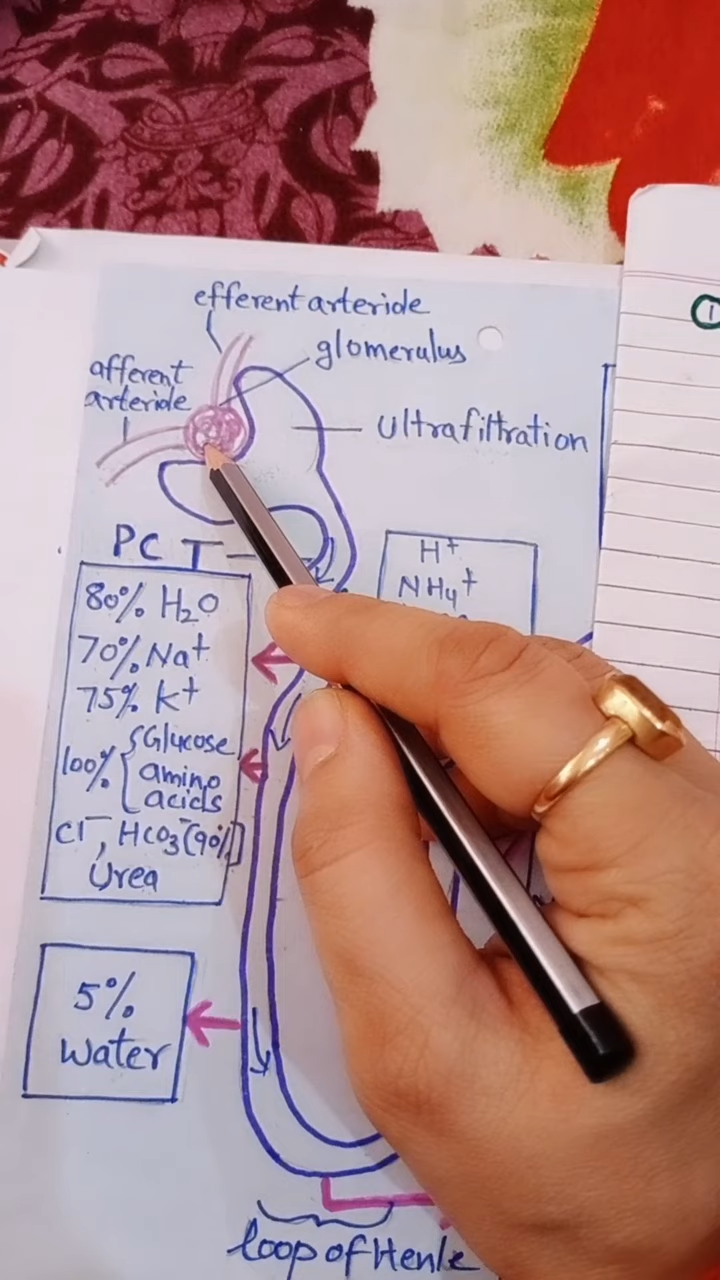 efferent arteride
glomerulus
afferent
arteride
ultrafiltration
PCT
80% H₂O
70% Na⁺
75% K⁺
100% { Glucose
amino
acids
Cl⁻, HCO₃⁻ (90%)
Urea
H⁺
NH4⁺
5%
Water
loop of Henle
1